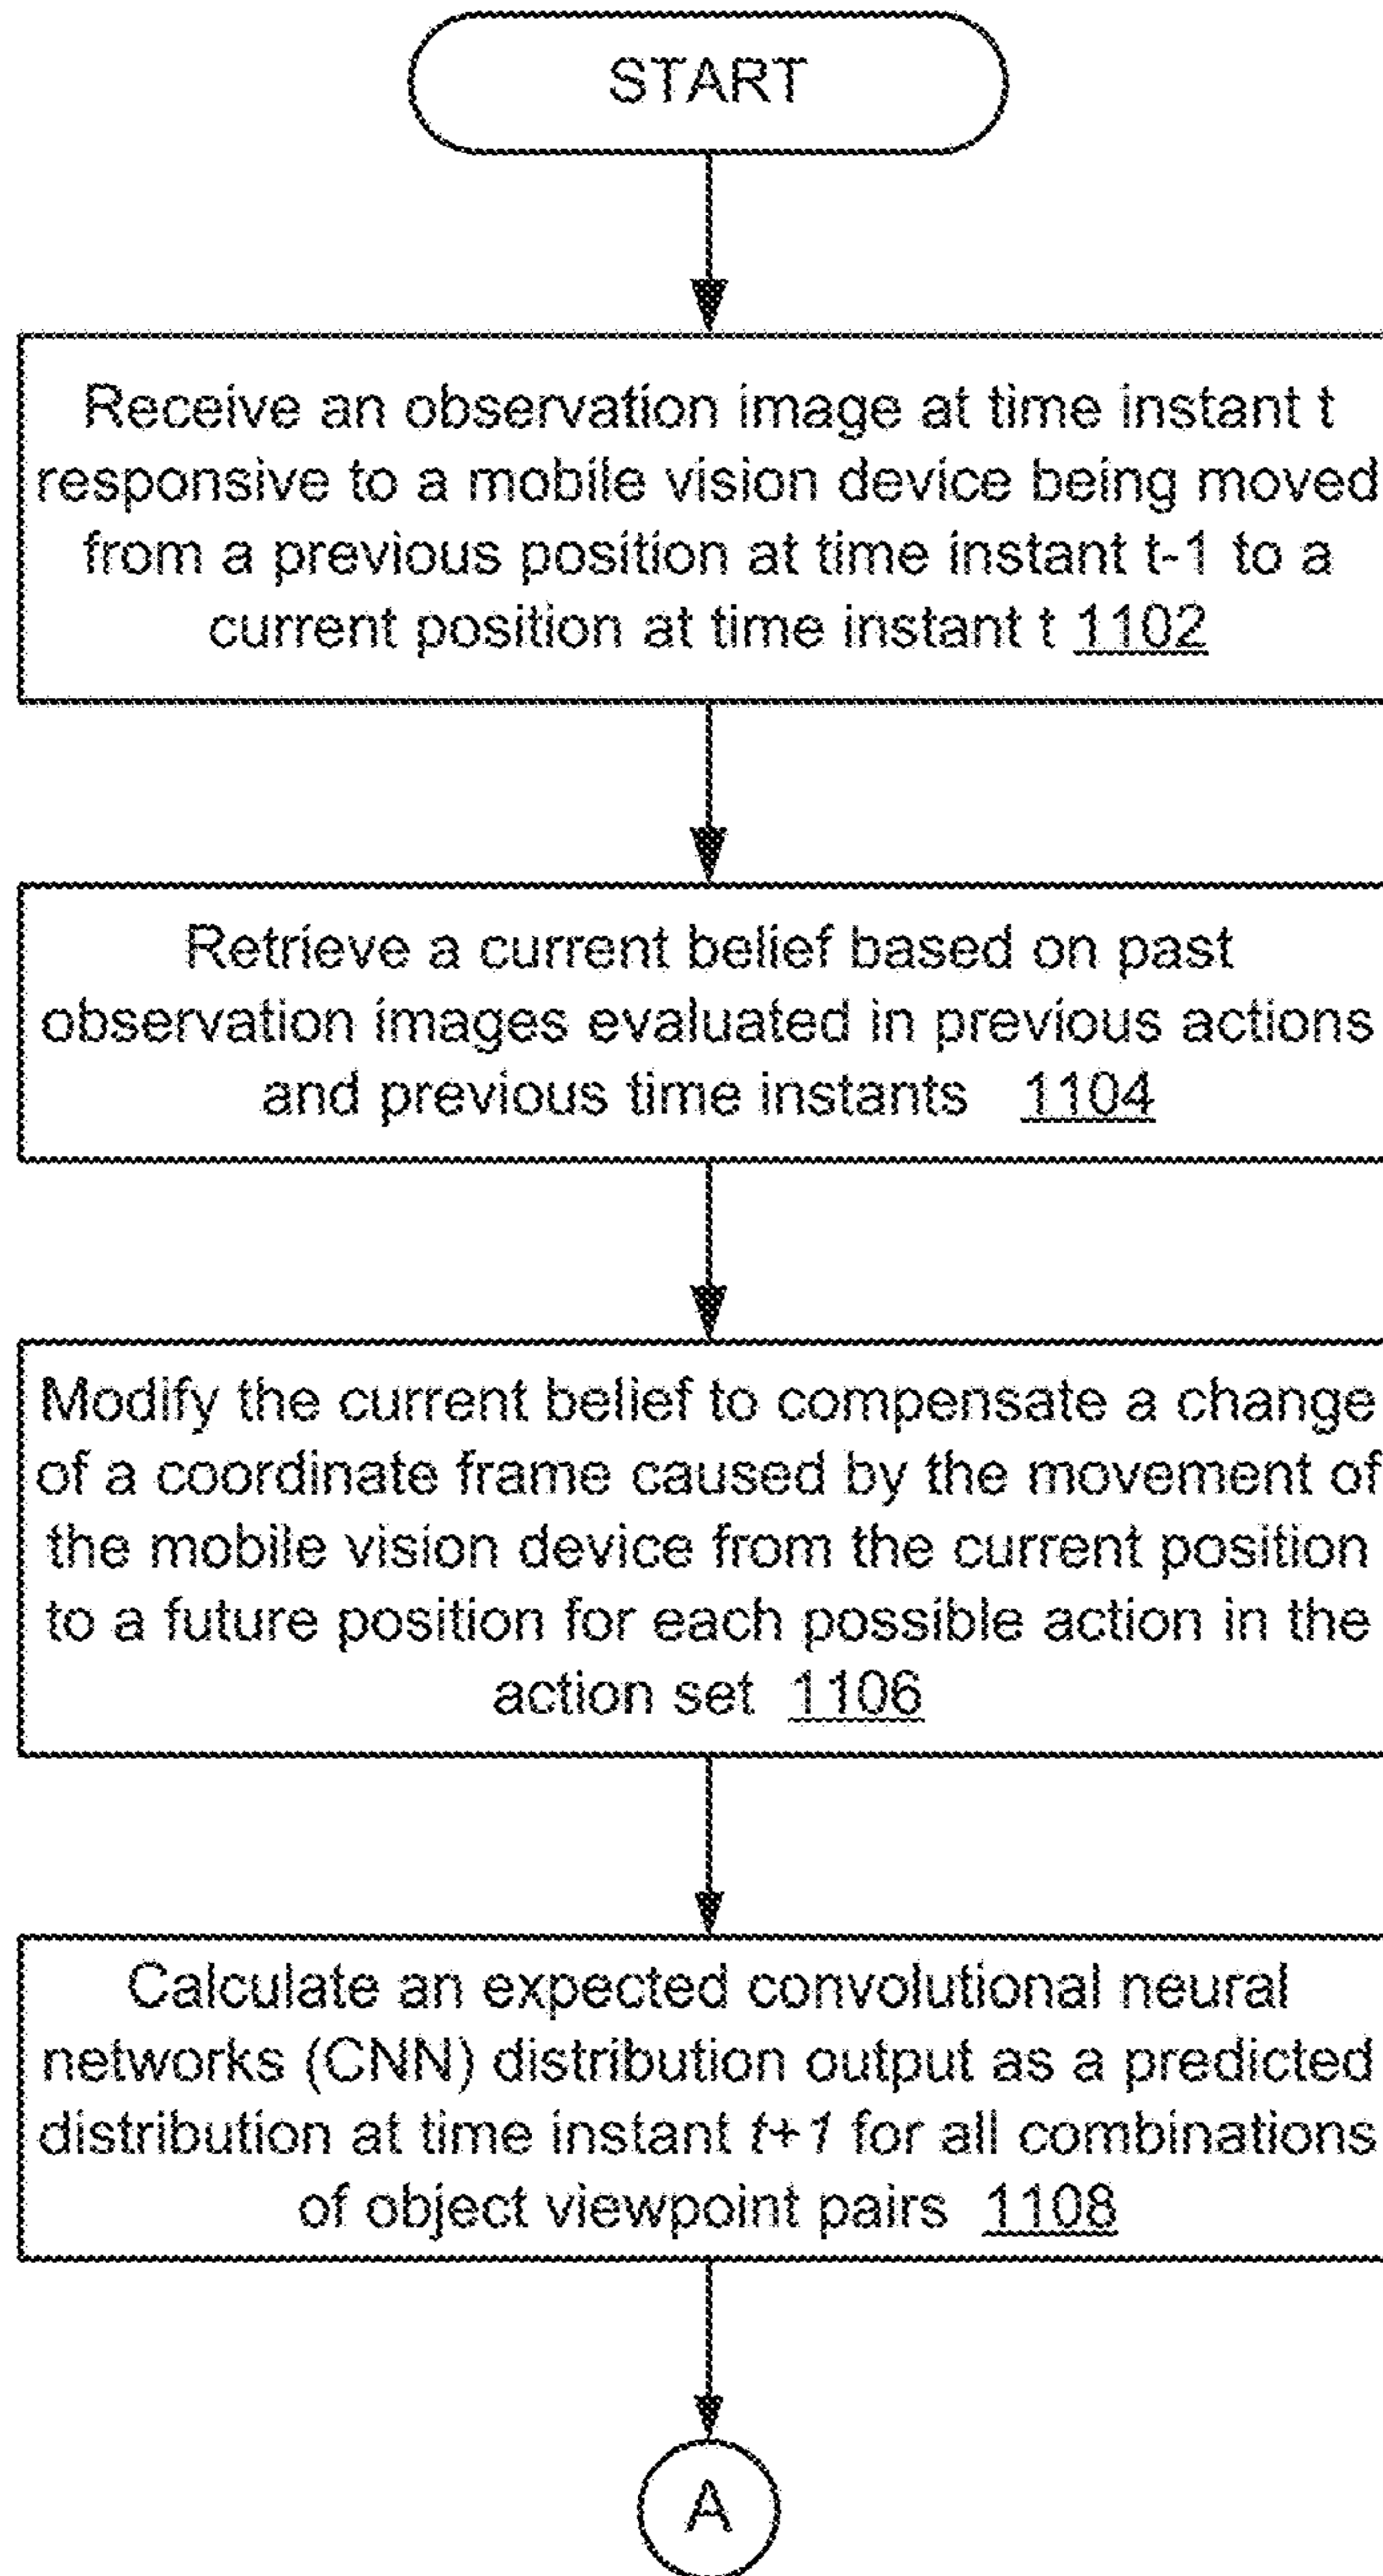 START
Receive an observation image at time instant t
responsive to a mobile vision device being moved
from a previous position at time instant t-1 to a
current position at time instant t 1102
Retrieve a current belief based on past
observation images evaluated in previous actions
and previous time instants 1104
Modify the current belief to compensate a change
of a coordinate frame caused by the movement of
the mobile vision device from the current position
to a future position for each possible action in the
action set 1106
Calculate an expected convolutional neural
networks (CNN) distribution output as a predicted
distribution at time instant t+1 for all combinations
of object viewpoint pairs 1108
A